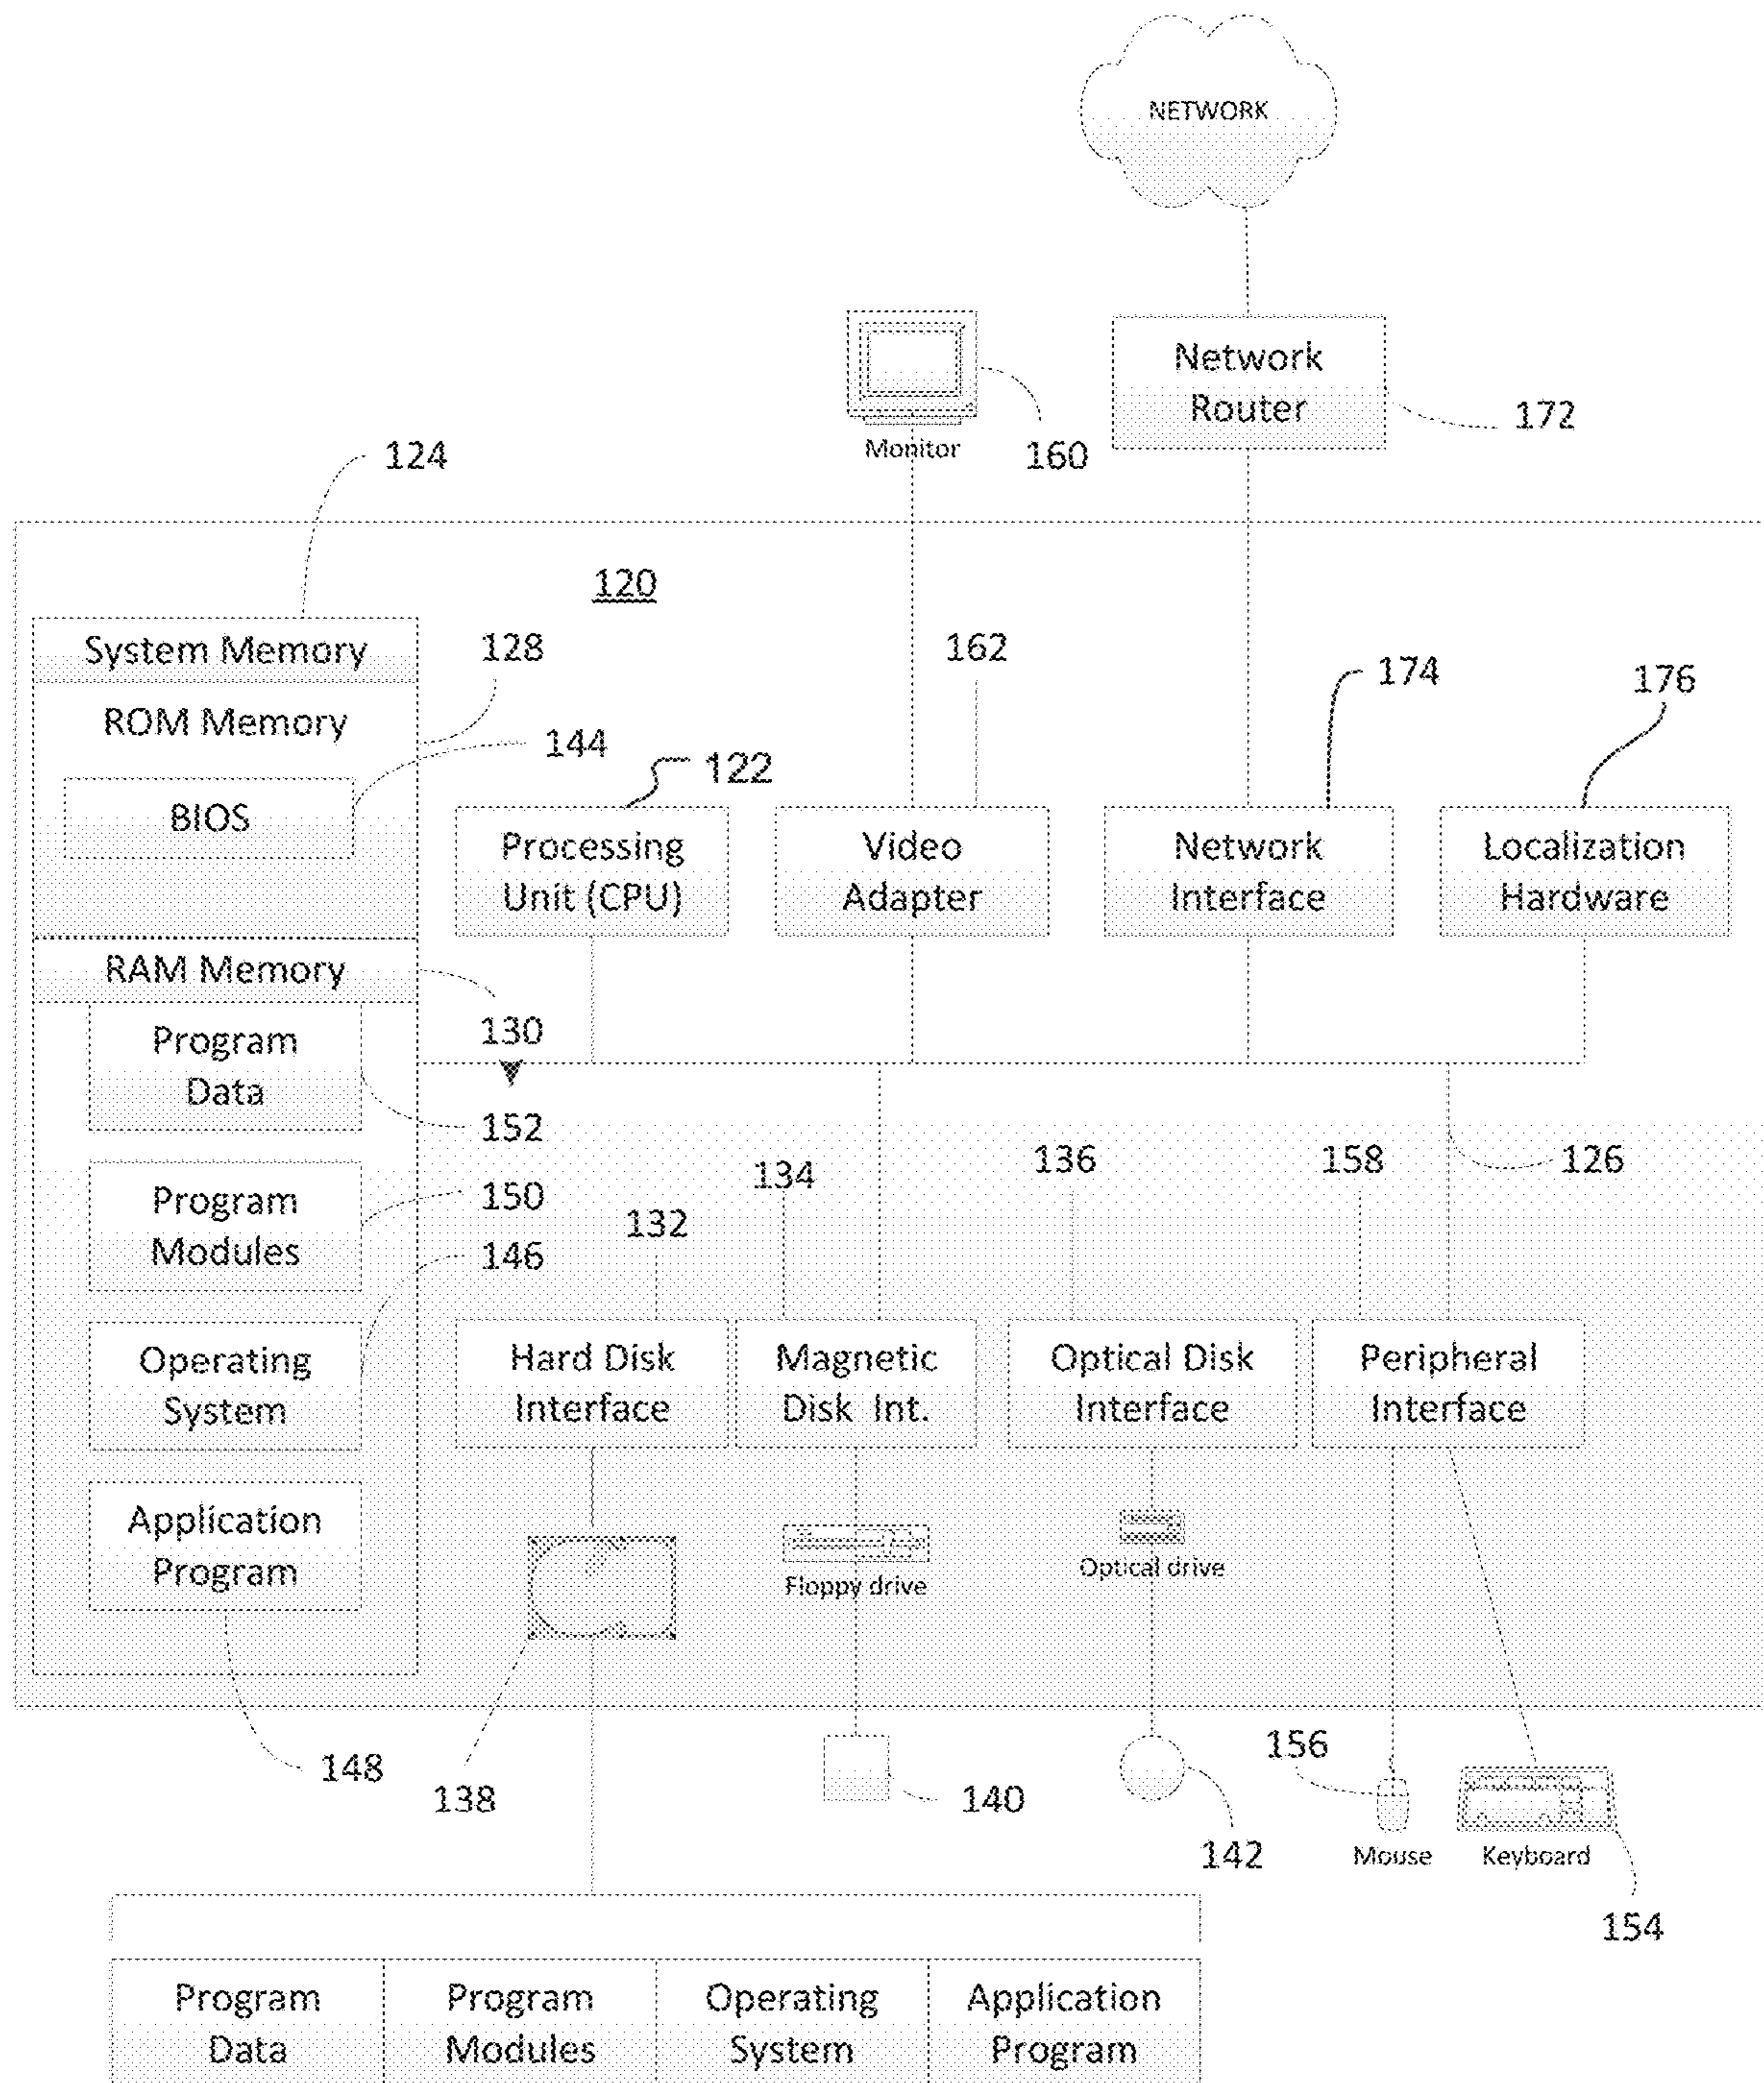 NETWORK
Network
Router
172
Monitor
160
124
120
System Memory
128
162
174
176
ROM Memory
144
122
BIOS
Processing
Unit (CPU)
Video
Adapter
Network
Interface
Localization
Hardware
RAM Memory
130
Program
Data
152
134
136
158
126
Program
Modules
150
132
146
Operating
System
Hard Disk
Interface
Magnetic
Disk Int.
Optical Disk
Interface
Peripheral
Interface
Application
Program
Floppy drive
Optical drive
148
138
140
142
156
Mouse
Keyboard
154
Program
Data
Program
Modules
Operating
System
Application
Program